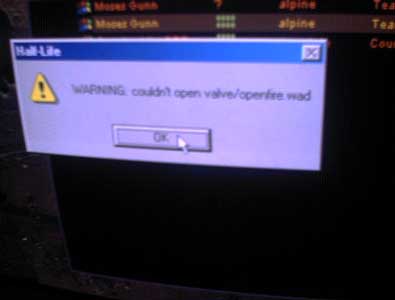 Moses Gunn ? alpine Tea
Moses Gunn alpine Tea
Cou
Half-Life
WARNING: couldn't open valve/openfire.wad
OK